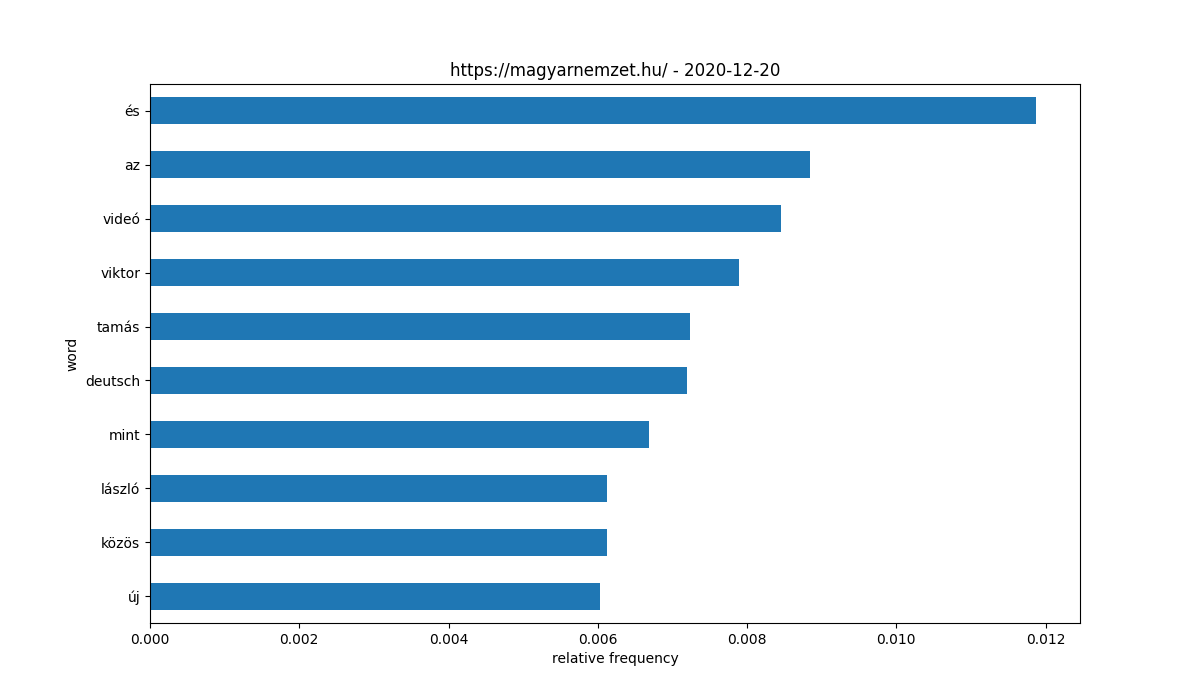 https://magyarnemzet.hu/ - 2020-12-20
és
az
videó
viktor
tamás
deutsch
mint
lászló
közös
új
word
0.000 0.002 0.004 0.006 0.008 0.010 0.012
relative frequency